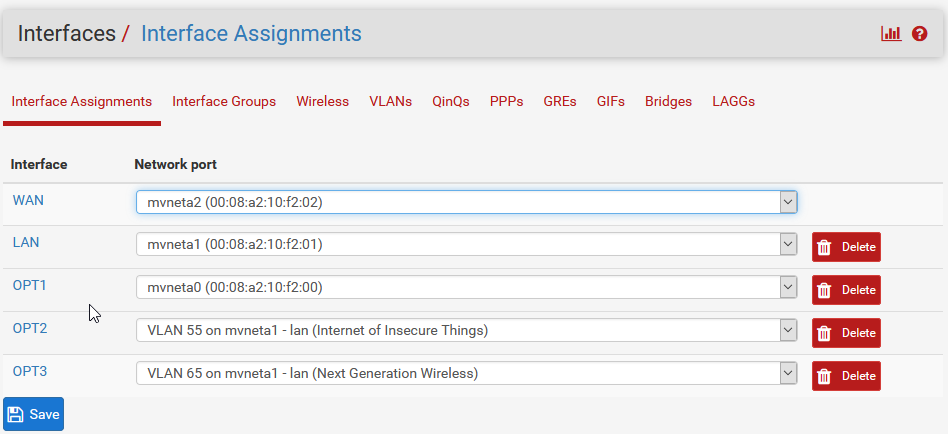 Interfaces / Interface Assignments
Interface Assignments Interface Groups Wireless VLANs QinQs PPPs GREs GIFs Bridges LAGGs
Interface Network port
WAN mvneta2 (00:08:a2:10:f2:02)
LAN mvneta1 (00:08:a2:10:f2:01) Delete
OPT1 mvneta0 (00:08:a2:10:f2:00) Delete
OPT2 VLAN 55 on mvneta1 - lan (Internet of Insecure Things) Delete
OPT3 VLAN 65 on mvneta1 - lan (Next Generation Wireless) Delete
Save